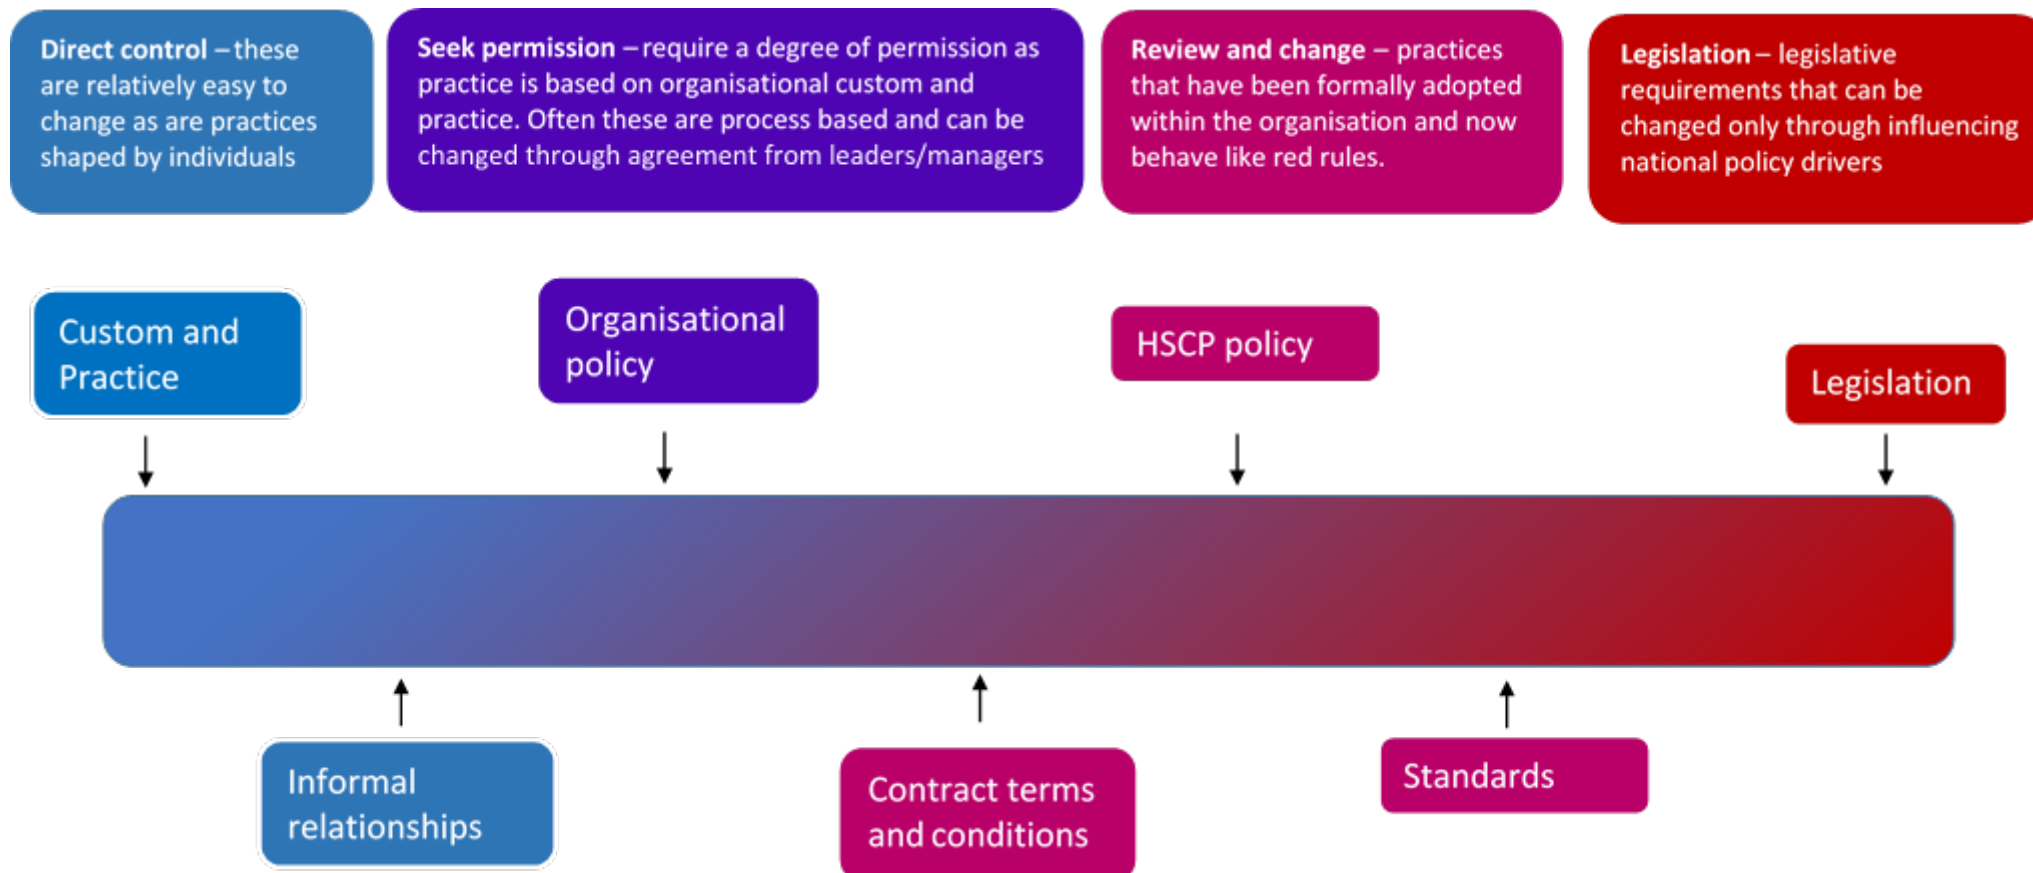 Direct control – these
are relatively easy to
change as are practices
shaped by individuals
Seek permission – require a degree of permission as
practice is based on organisational custom and
practice. Often these are process based and can be
changed through agreement from leaders/managers
Review and change – practices
that have been formally adopted
within the organisation and now
behave like red rules.
Legislation – legislative
requirements that can be
changed only through influencing
national policy drivers
Custom and
Practice
Organisational
policy
HSCP policy
Legislation
Informal
relationships
Contract terms
and conditions
Standards